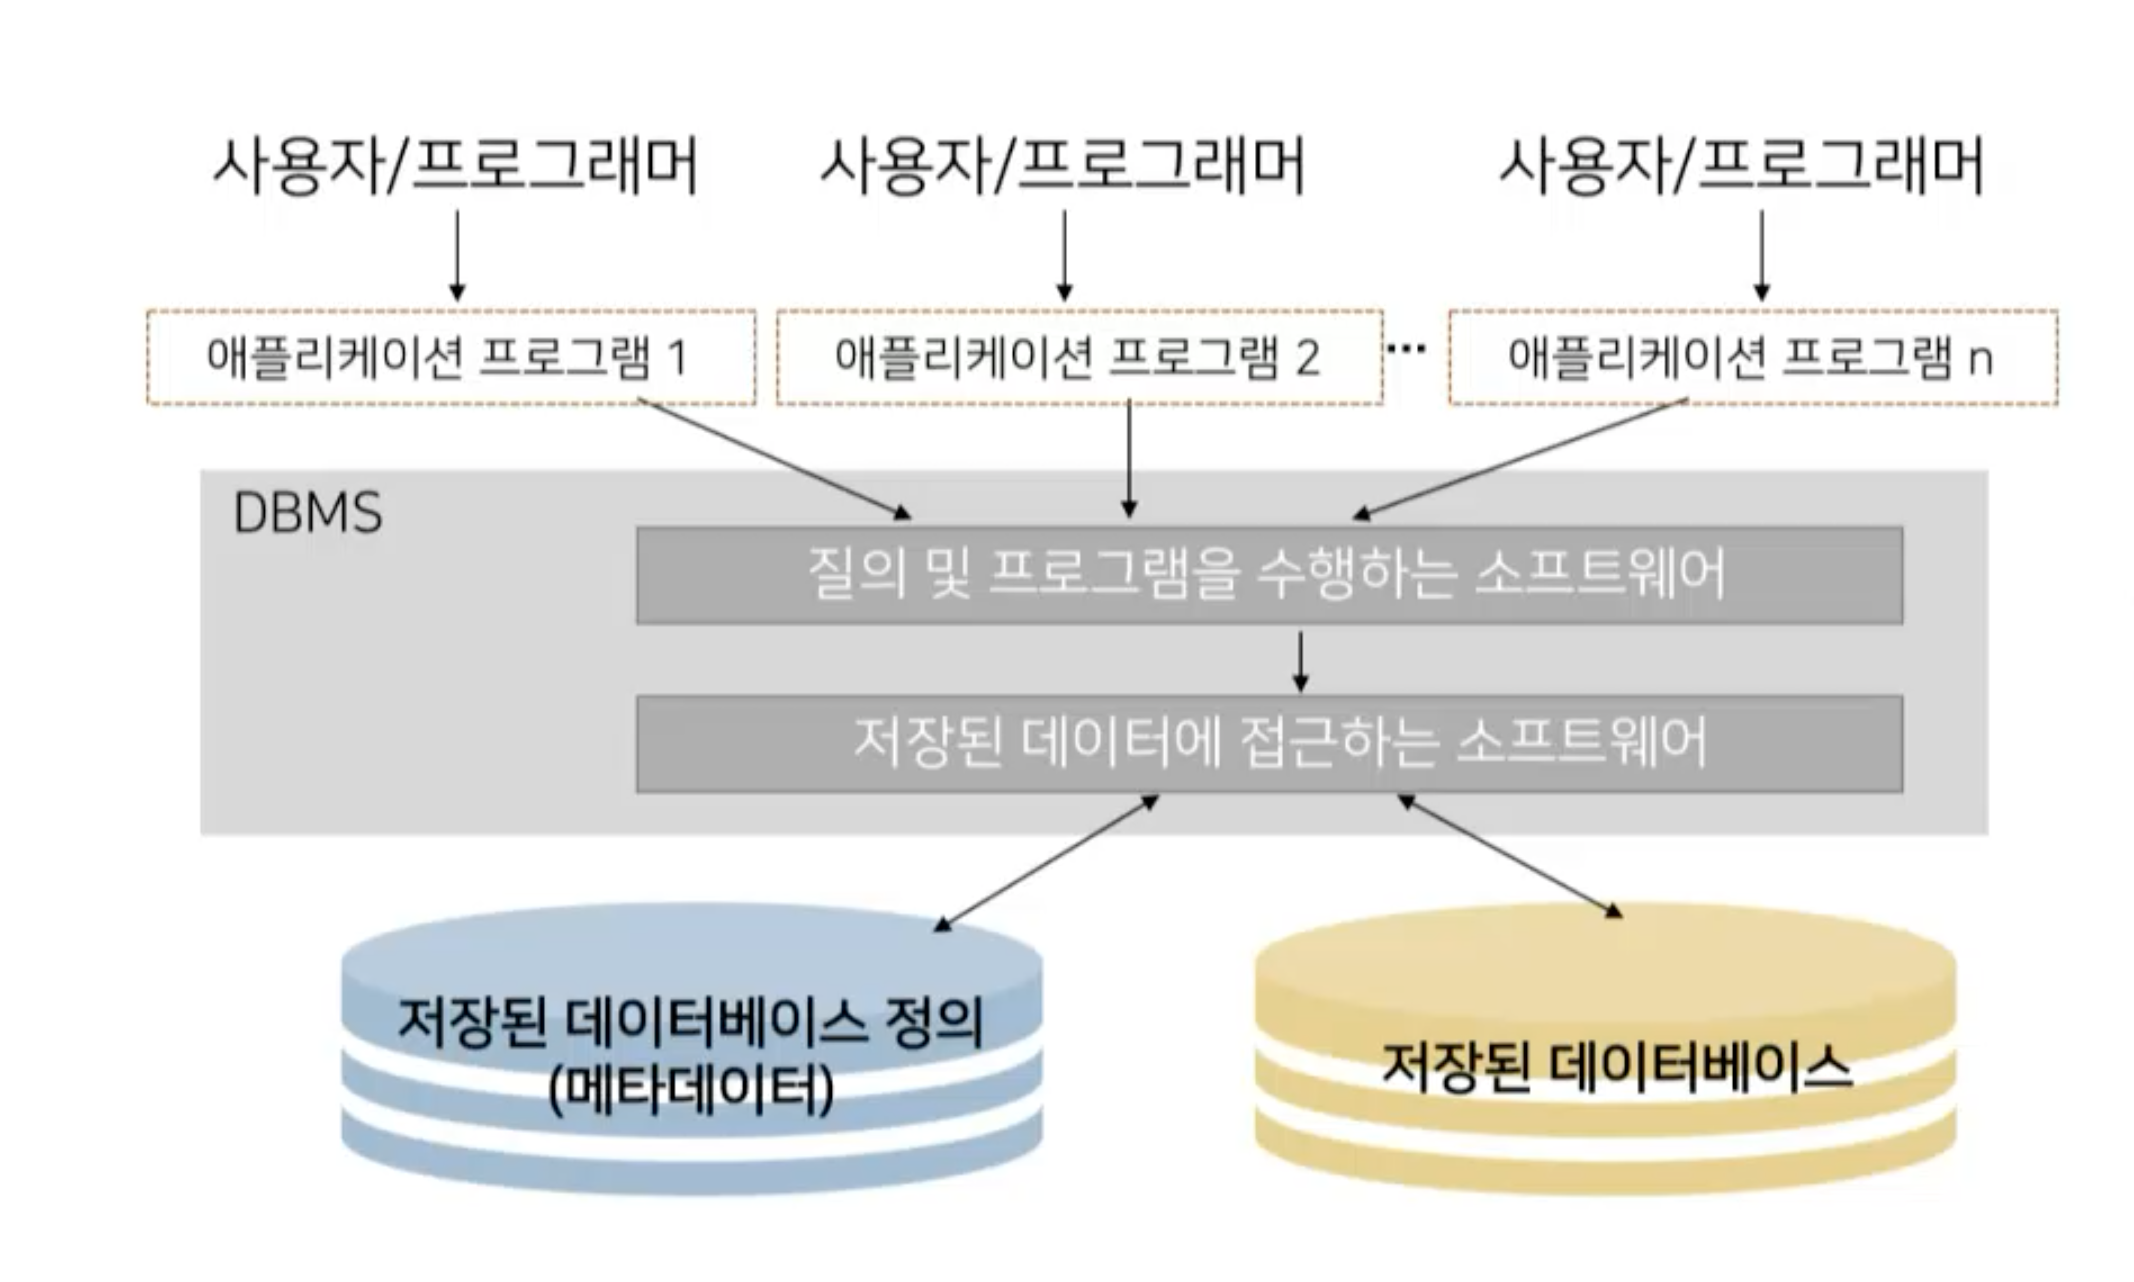 사용자/프로그래머 사용자/프로그래머 사용자/프로그래머
애플리케이션 프로그램 1 애플리케이션 프로그램 2 ... 애플리케이션 프로그램 n
DBMS
질의 및 프로그램을 수행하는 소프트웨어
저장된 데이터에 접근하는 소프트웨어
저장된 데이터베이스 정의
(메타데이터)
저장된 데이터베이스